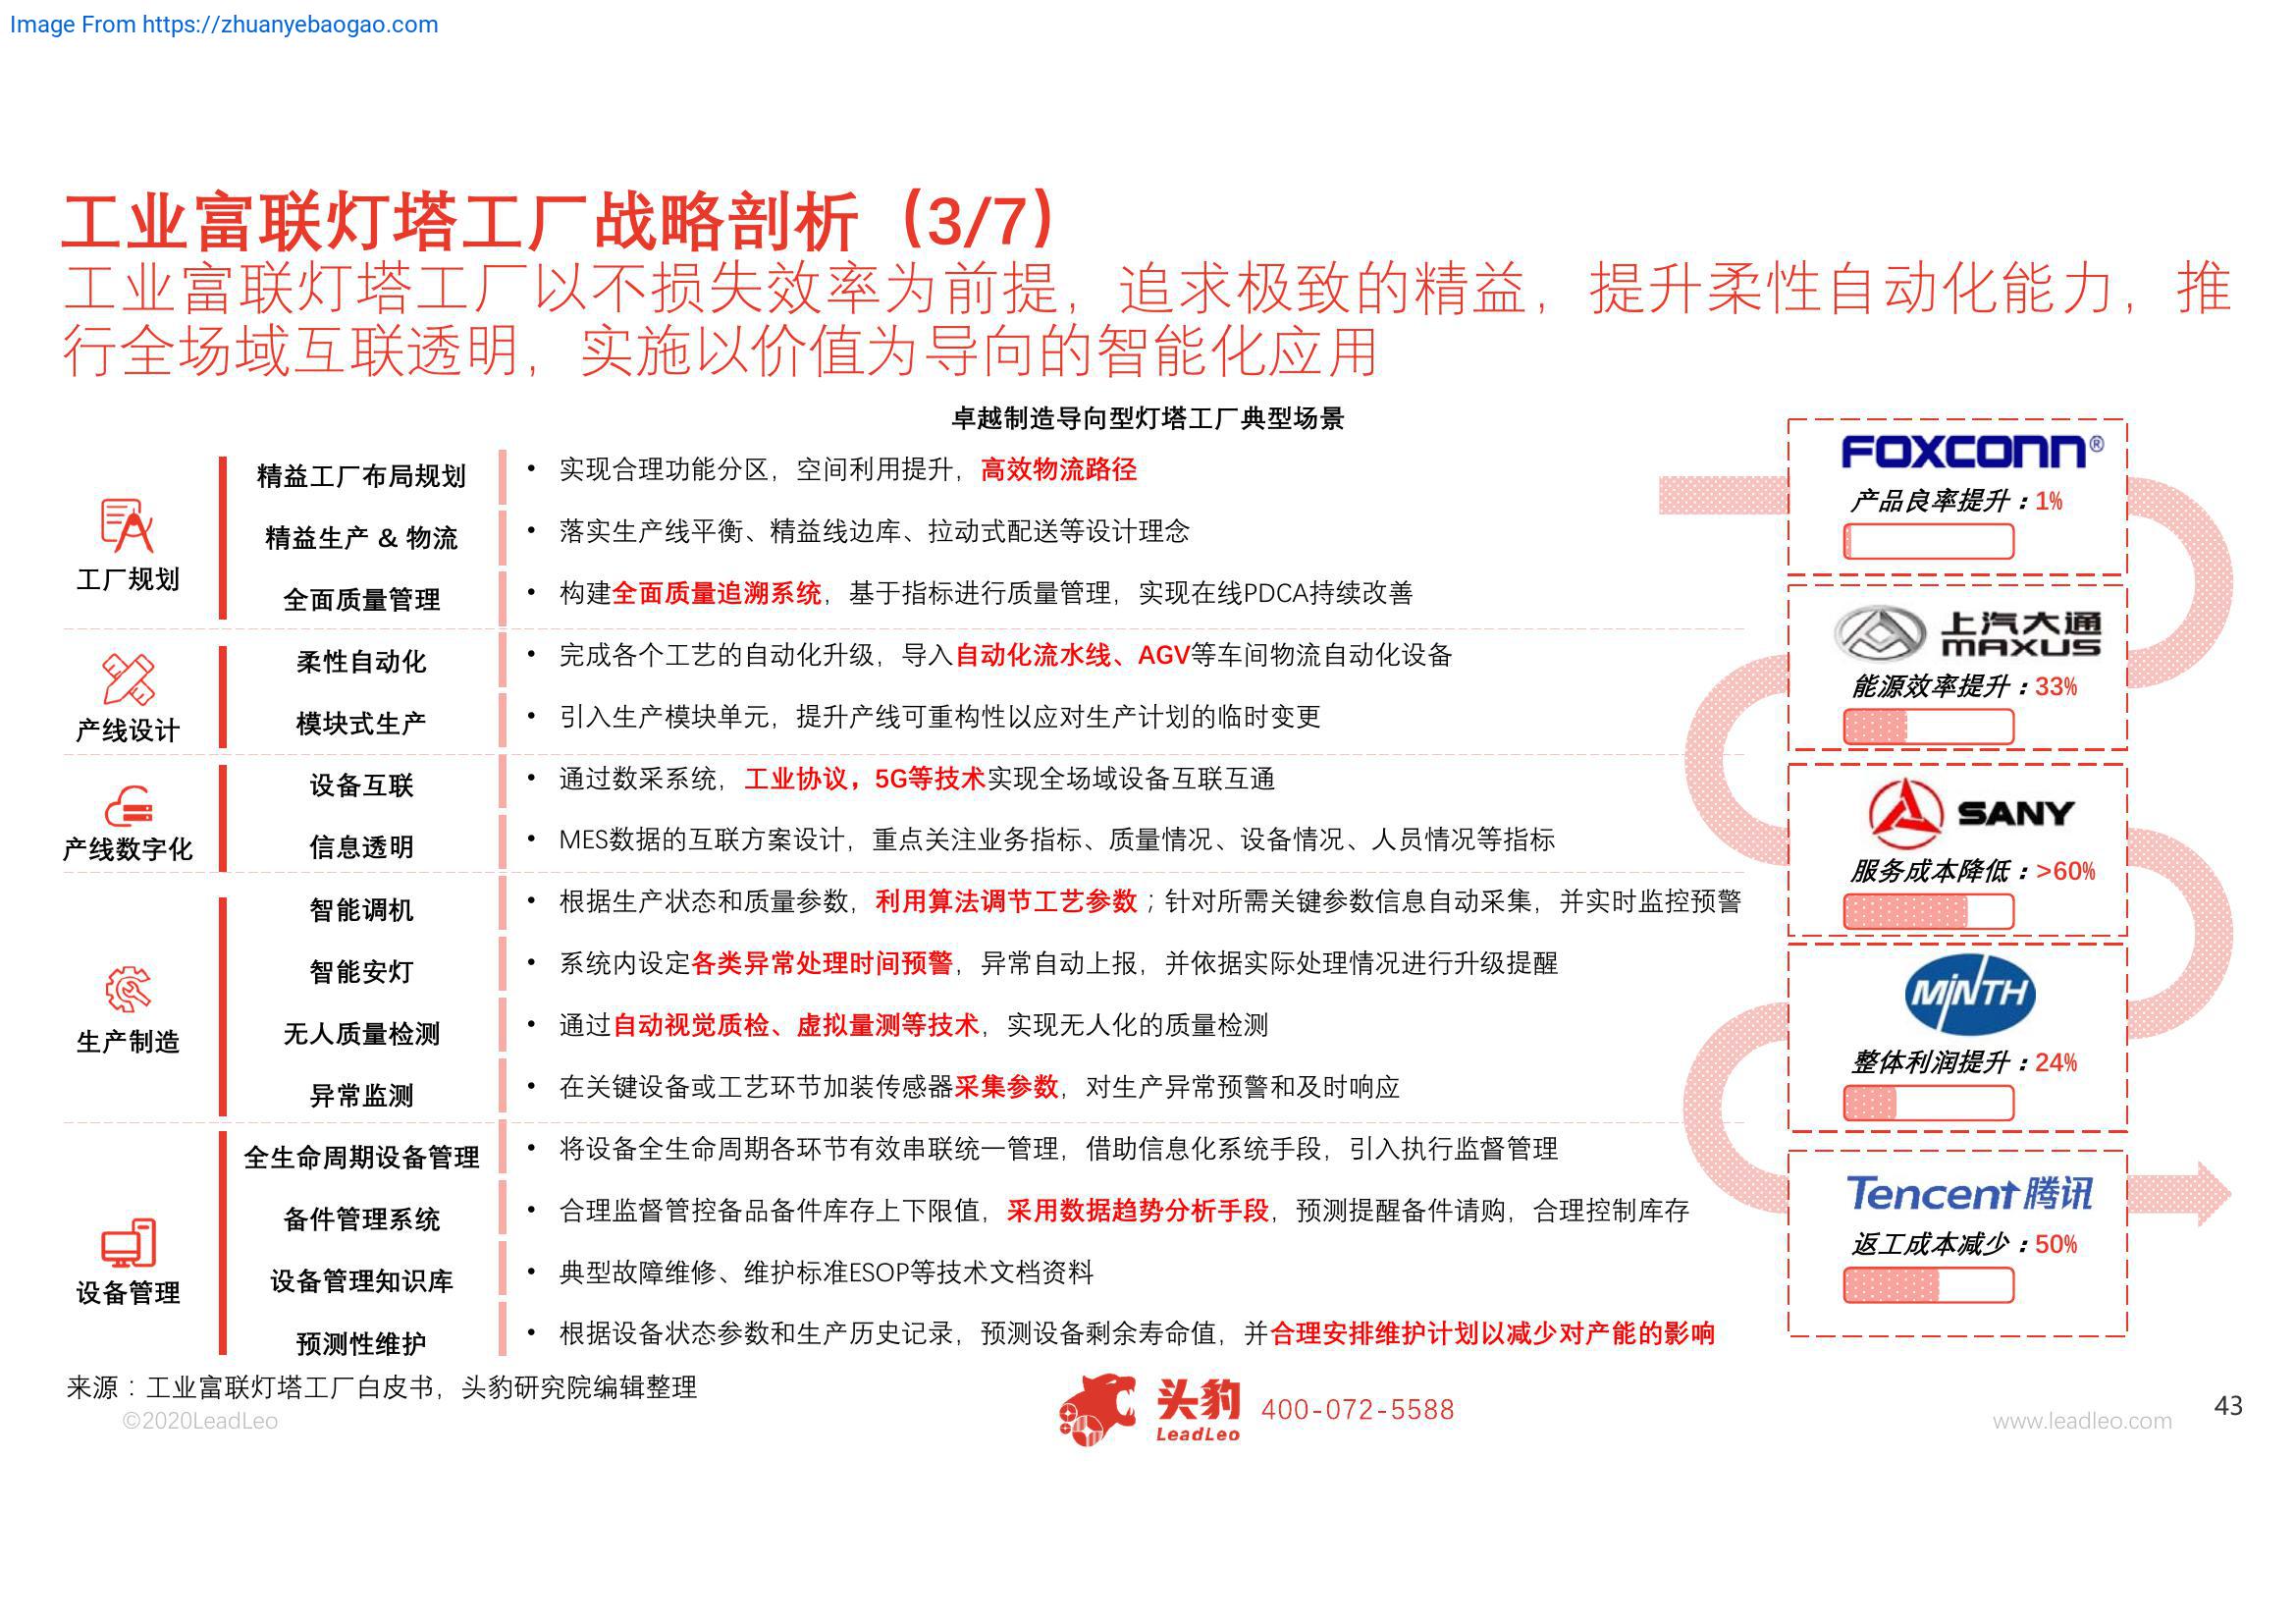 Image From https://zhuanyebaogao.com
工业富联灯塔工厂战略剖析（3/7）
工业富联灯塔工厂以不损失效率为前提，追求极致的精益，提升柔性自动化能力，推
行全场域互联透明，实施以价值为导向的智能化应用
卓越制造导向型灯塔工厂典型场景
工厂规划
精益工厂布局规划
• 实现合理功能分区，空间利用提升，高效物流路径
精益生产 & 物流
• 落实生产线平衡、精益线边库、拉动式配送等设计理念
全面质量管理
• 构建全面质量追溯系统，基于指标进行质量管理，实现在线PDCA持续改善
产线设计
柔性自动化
• 完成各个工艺的自动化升级，导入自动化流水线、AGV等车间物流自动化设备
模块式生产
• 引入生产模块单元，提升产线可重构性以应对生产计划的临时变更
产线数字化
设备互联
• 通过数采系统，工业协议，5G等技术实现全场域设备互联互通
信息透明
• MES数据的互联方案设计，重点关注业务指标、质量情况、设备情况、人员情况等指标
生产制造
智能调机
• 根据生产状态和质量参数，利用算法调节工艺参数；针对所需关键参数信息自动采集，并实时监控预警
智能安灯
• 系统内设定各类异常处理时间预警，异常自动上报，并依据实际处理情况进行升级提醒
无人质量检测
• 通过自动视觉质检、虚拟量测等技术，实现无人化的质量检测
异常监测
• 在关键设备或工艺环节加装传感器采集参数，对生产异常预警和及时响应
设备管理
全生命周期设备管理
• 将设备全生命周期各环节有效串联统一管理，借助信息化系统手段，引入执行监督管理
备件管理系统
• 合理监督管控备品备件库存上下限值，采用数据趋势分析手段，预测提醒备件请购，合理控制库存
设备管理知识库
• 典型故障维修、维护标准ESOP等技术文档资料
预测性维护
• 根据设备状态参数和生产历史记录，预测设备剩余寿命值，并合理安排维护计划以减少对产能的影响
FOXCONN®
产品良率提升：1%
上汽大通
MAXUS
能源效率提升：33%
SANY
服务成本降低：>60%
MINTH
整体利润提升：24%
Tencent腾讯
返工成本减少：50%
来源：工业富联灯塔工厂白皮书，头豹研究院编辑整理
©2020LeadLeo
头豹
LeadLeo
400-072-5588
www.leadleo.com
43